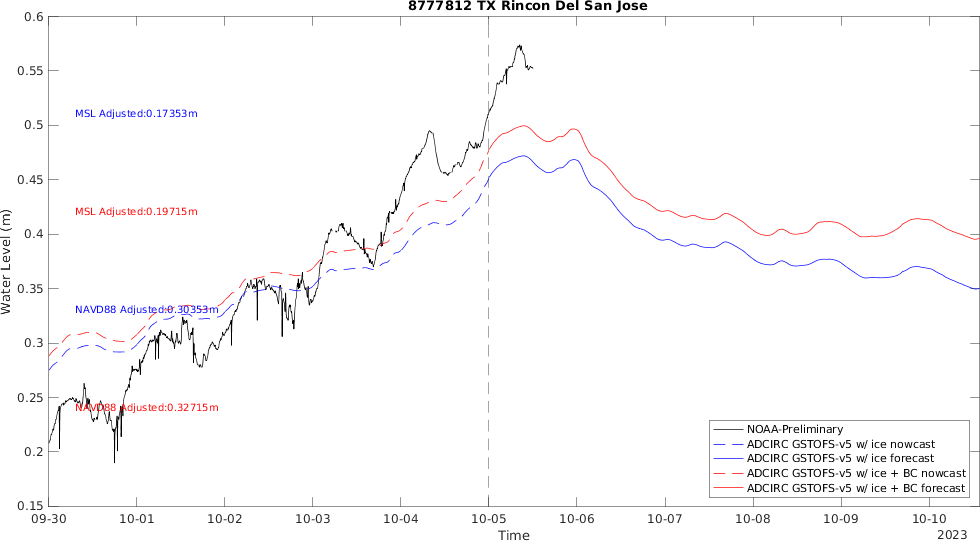 8777812 TX Rincon Del San Jose
0.6
0.55
0.5
0.45
0.4
0.35
0.3
0.25
0.2
0.15
Water Level (m)
MSL Adjusted:0.17353m
MSL Adjusted:0.19715m
NAVD88 Adjusted:0.30353m
NAVD88 Adjusted:0.32715m
NOAA-Preliminary
ADCIRC GSTOFS-v5 w/ ice nowcast
ADCIRC GSTOFS-v5 w/ ice forecast
ADCIRC GSTOFS-v5 w/ ice + BC nowcast
ADCIRC GSTOFS-v5 w/ ice + BC forecast
09-30 10-01 10-02 10-03 10-04 10-05 10-06 10-07 10-08 10-09 10-10
Time
2023